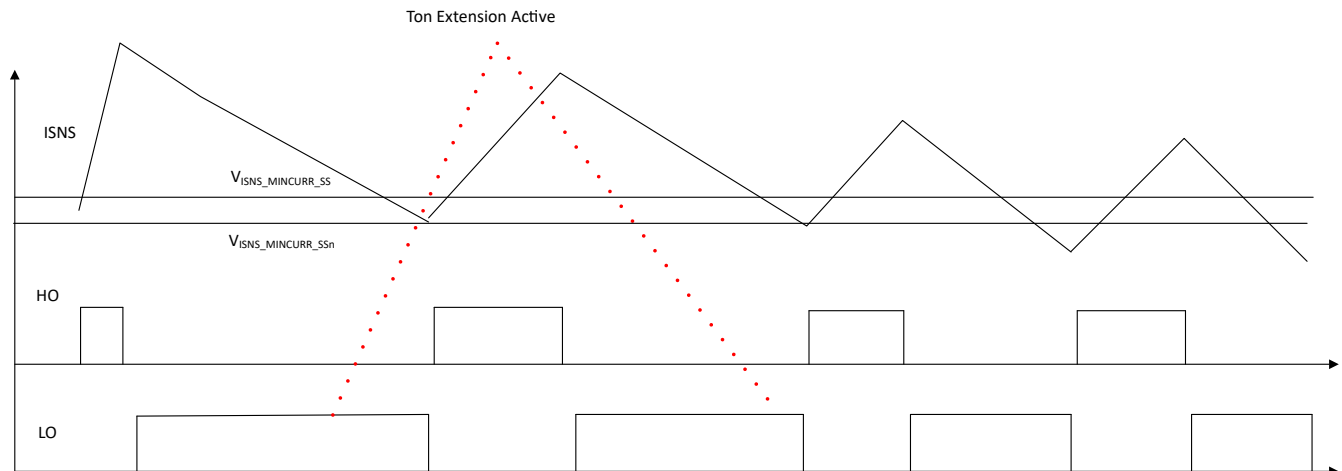 Ton Extension Active
ISNS
VISNS_MINCURR_SS
VISNS_MINCURR_SSn
HO
LO